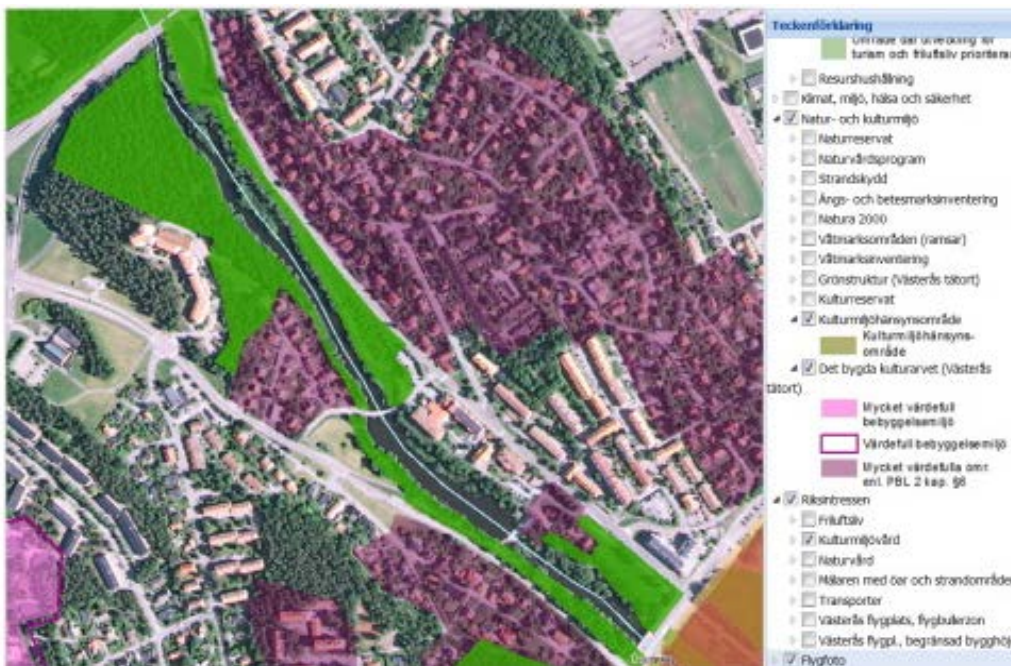 Teckenförklaring
Område där utveckling för
turism och friluftsliv prioriteras
Resurshushållning
Klimat, miljö, hälsa och säkerhet
Natur- och kulturmiljö
Naturreservat
Naturvårdsprogram
Strandskydd
Ängs- och betesmarksinventering
Natura 2000
Våtmarksområden (ramsar)
Våtmarksinventering
Grönstruktur (Västerås tätort)
Kulturreservat
Kulturmiljöhänsynsområde
Kulturmiljöhänsyns-
område
Det bygda kulturarvet (Västerås
tätort)
Mycket värdefull
bebyggelsemiljö
Värdefull bebyggelsemiljö
Mycket värdefulla omr
enl. PBL 2 kap. §6
Riksintressen
Friluftsliv
Kulturmiljövård
Naturvård
Mälaren med öar och strandområde
Transporter
Västerås flygplats, flygbullerzon
Västerås flygpl., begränsad bygghöj
Flygfoto